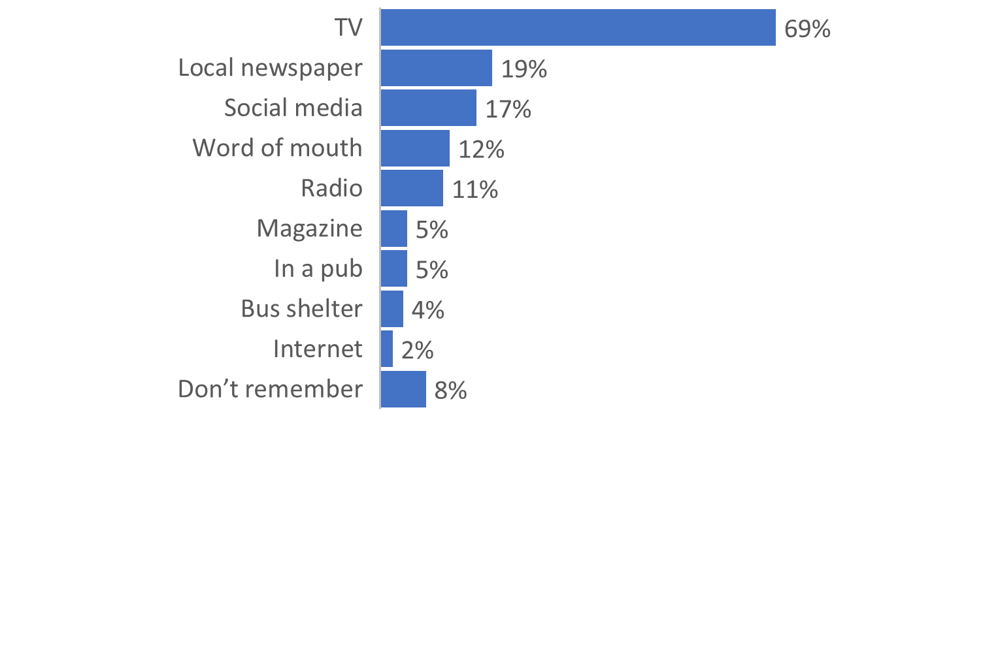 TV 69%
Local newspaper 19%
Social media 17%
Word of mouth 12%
Radio 11%
Magazine 5%
In a pub 5%
Bus shelter 4%
Internet 2%
Don’t remember 8%